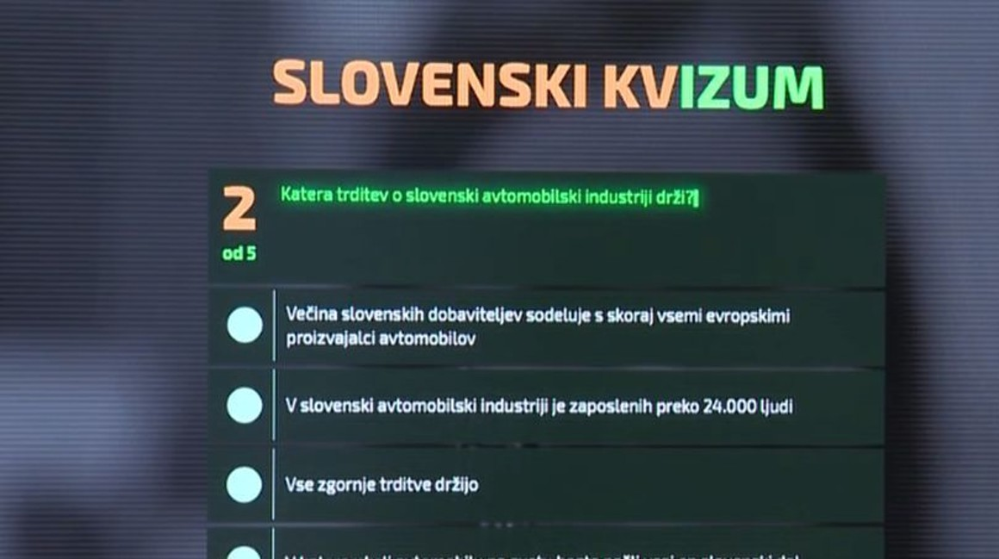 SLOVENSKI KVIZUM
2
od 5
Katera trditev o slovenski avtomobilski industriji drži?
Večina slovenskih dobaviteljev sodeluje s skoraj vsemi evropskimi
proizvajalci avtomobilov
V slovenski avtomobilski industriji je zaposlenih preko 24.000 ljudi
Vse zgornje trditve držijo